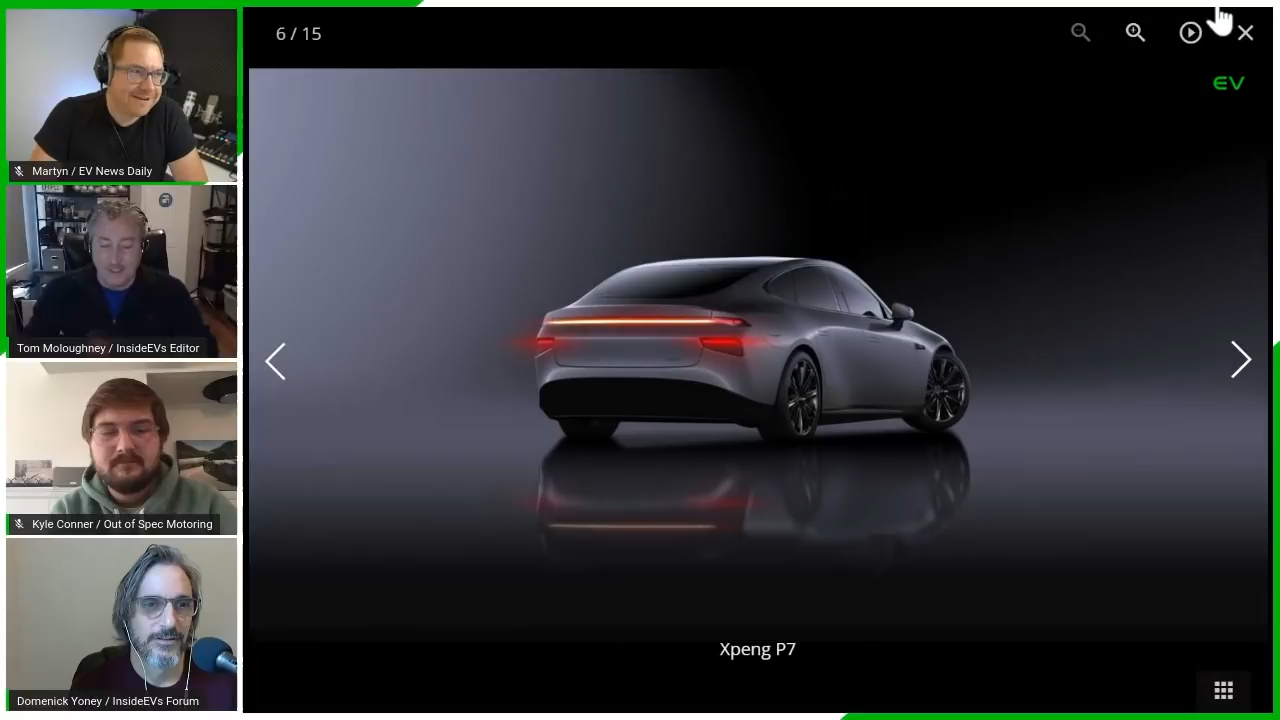 6 / 15
EV
Martyn / EV News Daily
Tom Moloughney / InsideEVs Editor
Kyle Conner / Out of Spec Motoring
Domenick Yoney / InsideEVs Forum
Xpeng P7